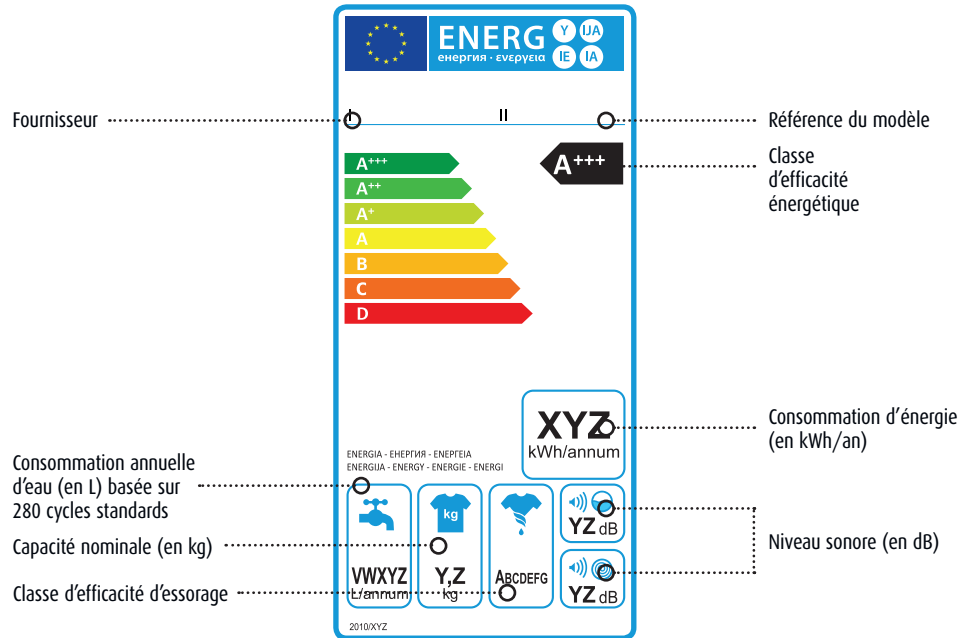 ENERG Y IJA
енергия · ενεργεια IE IA
I II
Fournisseur
Référence du modèle
Classe
d'efficacité
énergétique
A+++
A+++
A++
A+
A
B
C
D
XYZ
kWh/annum
Consommation d'énergie
(en kWh/an)
ENERGIA - ЕНЕРГИЯ - ΕΝΕΡΓΕΙΑ
ENERGIJA - ENERGY - ENERGIE - ENERGI
Consommation annuelle
d'eau (en L) basée sur
280 cycles standards
Capacité nominale (en kg)
Classe d'efficacité d'essorage
VWXYZ
L/annum
kg
Y,Z
kg
ABCDEFG
YZ dB
YZ dB
Niveau sonore (en dB)
2010/XYZ